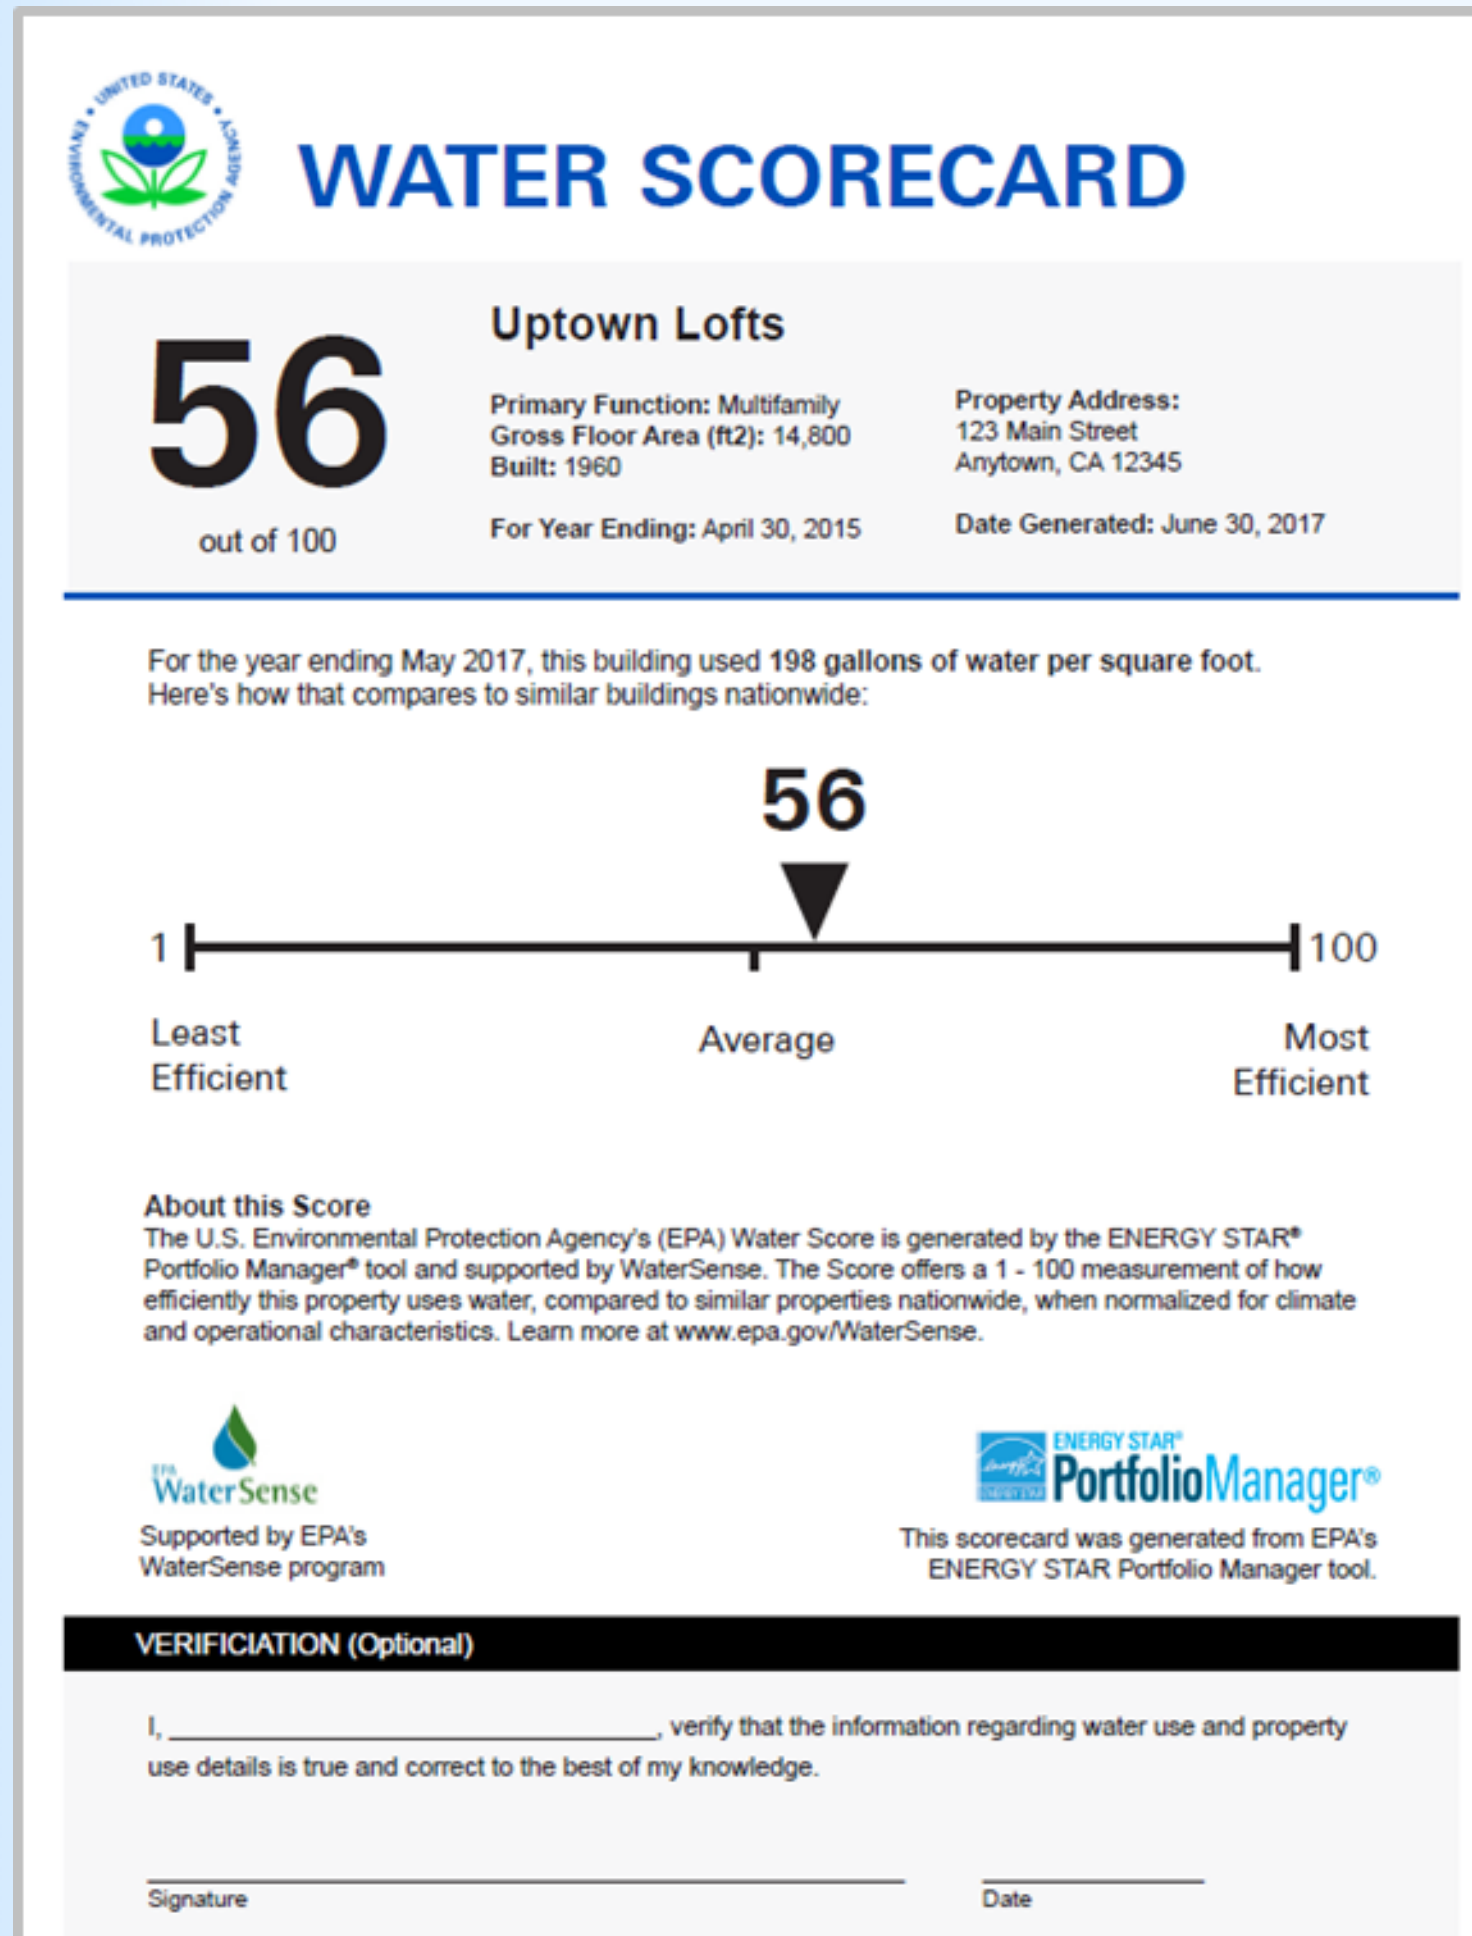 UNITED STATES • ENVIRONMENTAL PROTECTION AGENCY •
WATER SCORECARD
56
out of 100
Uptown Lofts
Primary Function: Multifamily
Gross Floor Area (ft2): 14,800
Built: 1960
For Year Ending: April 30, 2015
Property Address:
123 Main Street
Anytown, CA 12345
Date Generated: June 30, 2017
For the year ending May 2017, this building used 198 gallons of water per square foot.
Here's how that compares to similar buildings nationwide:
56
1
100
Least
Efficient
Average
Most
Efficient
About this Score
The U.S. Environmental Protection Agency's (EPA) Water Score is generated by the ENERGY STAR®
Portfolio Manager® tool and supported by WaterSense. The Score offers a 1 - 100 measurement of how
efficiently this property uses water, compared to similar properties nationwide, when normalized for climate
and operational characteristics. Learn more at www.epa.gov/WaterSense.
EPA
WaterSense
Supported by EPA's
WaterSense program
energy
ENERGY STAR
ENERGY STAR®
PortfolioManager®
This scorecard was generated from EPA's
ENERGY STAR Portfolio Manager tool.
VERIFICIATION (Optional)
I, ______________________________, verify that the information regarding water use and property
use details is true and correct to the best of my knowledge.
Signature
Date